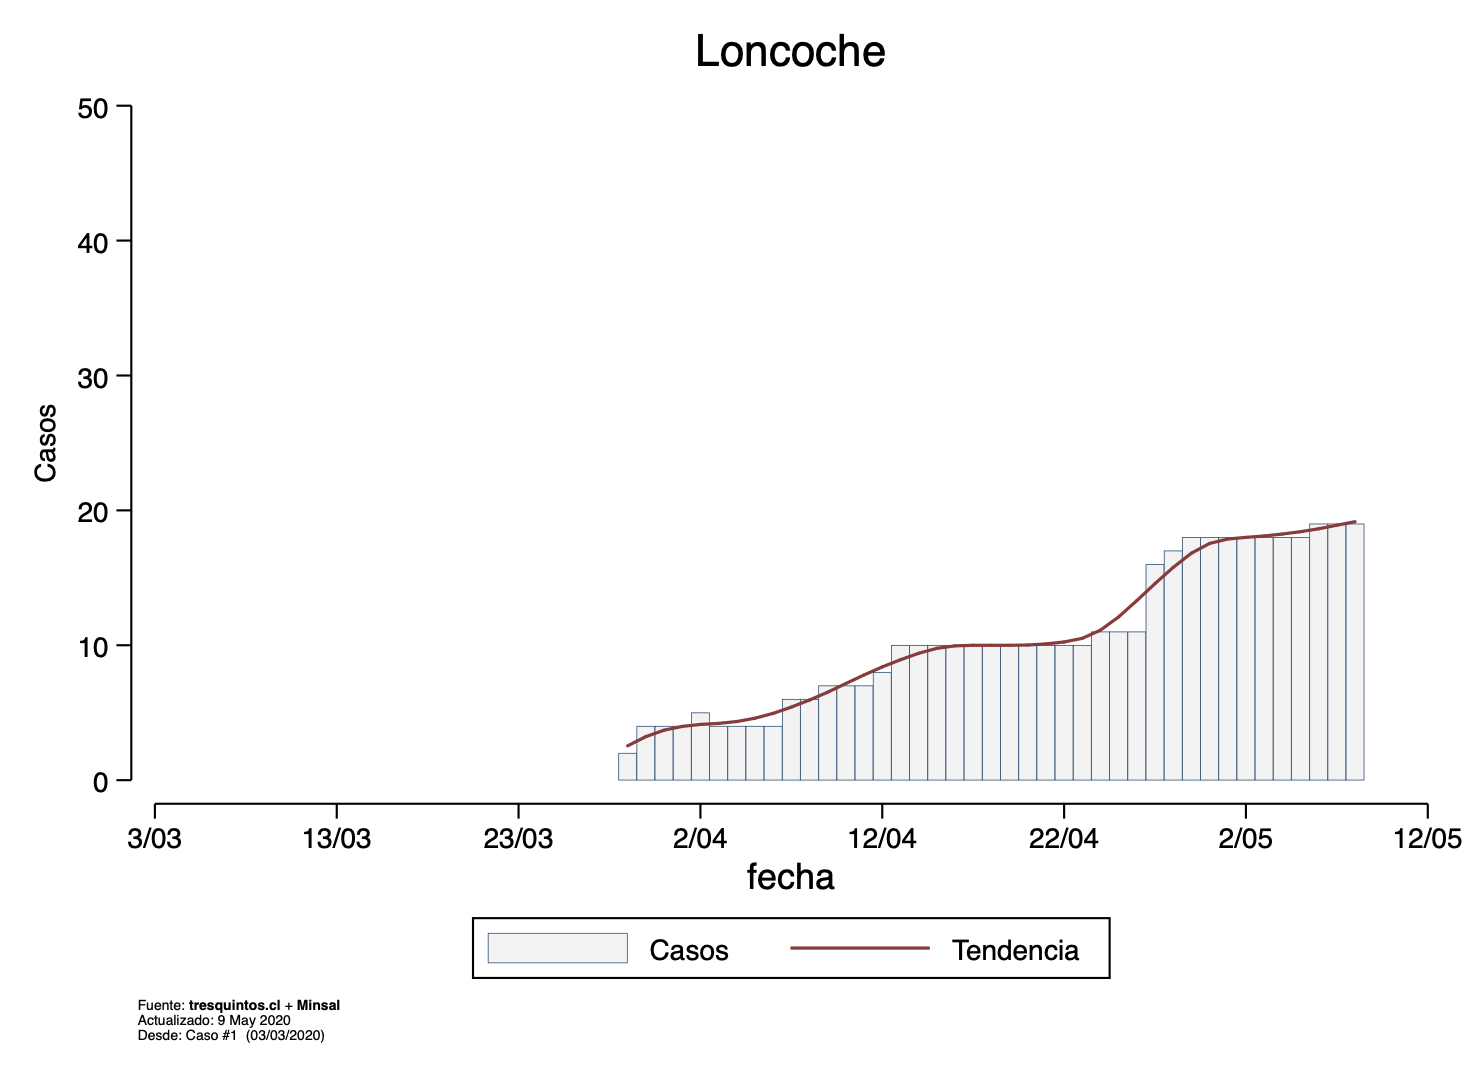 Loncoche
50
40
30
20
10
0
Casos
3/03 13/03 23/03 2/04 12/04 22/04 2/05 12/05
fecha
Casos Tendencia
Fuente: tresquintos.cl + Minsal
Actualizado: 9 May 2020
Desde: Caso #1 (03/03/2020)